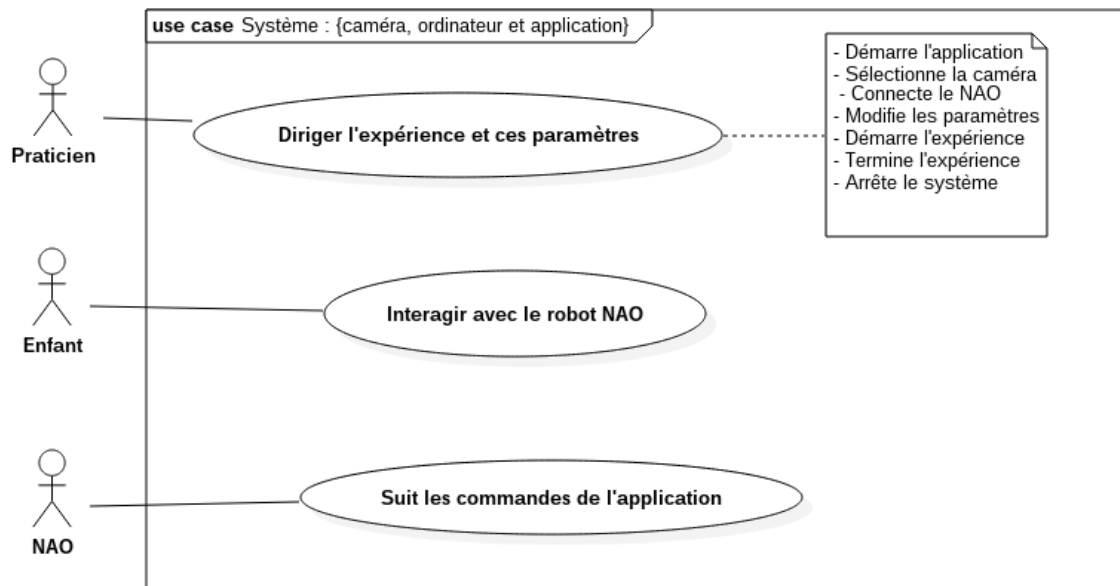 use case Système : {caméra, ordinateur et application}
- Démarre l'application
- Sélectionne la caméra
- Connecte le NAO
- Modifie les paramètres
- Démarre l'expérience
- Termine l'expérience
- Arrête le système
Diriger l'expérience et ces paramètres
Praticien
Interagir avec le robot NAO
Enfant
Suit les commandes de l'application
NAO